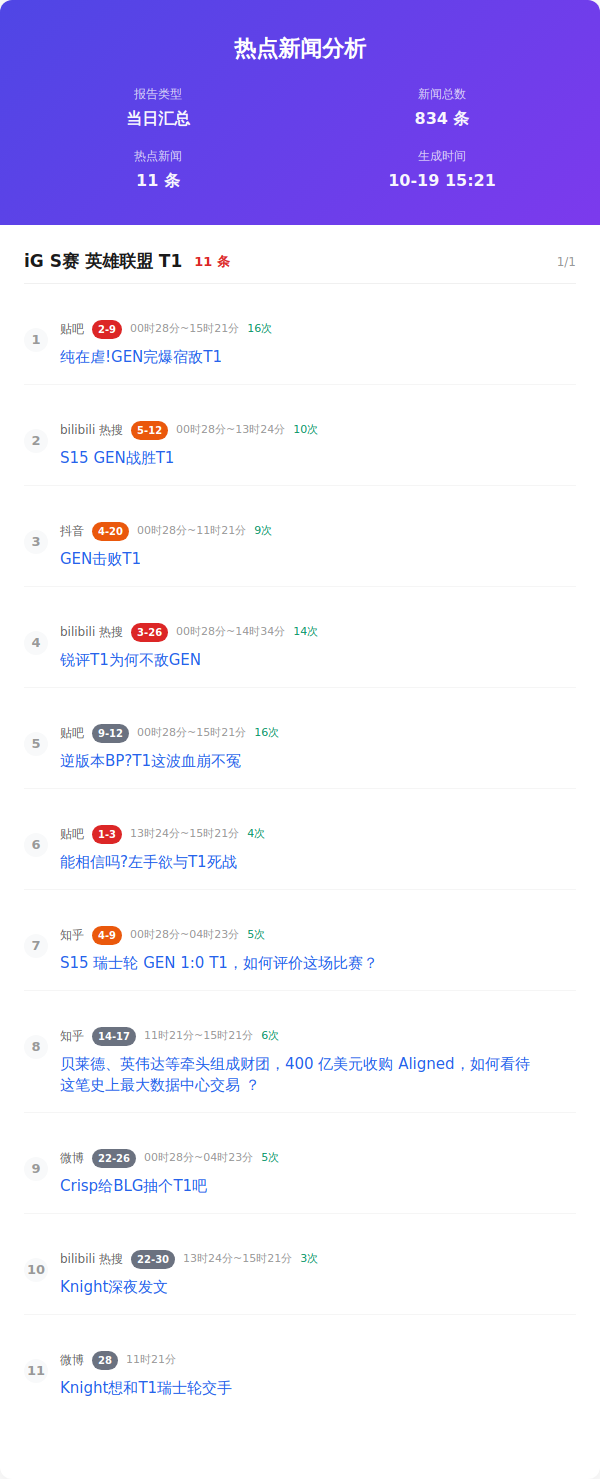 热点新闻分析
报告类型
新闻总数
当日汇总
834 条
热点新闻
生成时间
11 条
10-19 15:21
iG S赛 英雄联盟 T1 11 条 1/1
1
贴吧 2-9 00时28分~15时21分 16次
纯在虐!GEN完爆宿敌T1
2
bilibili 热搜 5-12 00时28分~13时24分 10次
S15 GEN战胜T1
3
抖音 4-20 00时28分~11时21分 9次
GEN击败T1
4
bilibili 热搜 3-26 00时28分~14时34分 14次
锐评T1为何不敌GEN
5
贴吧 9-12 00时28分~15时21分 16次
逆版本BP?T1这波血崩不冤
6
贴吧 1-3 13时24分~15时21分 4次
能相信吗?左手欲与T1死战
7
知乎 4-9 00时28分~04时23分 5次
S15 瑞士轮 GEN 1:0 T1，如何评价这场比赛？
8
知乎 14-17 11时21分~15时21分 6次
贝莱德、英伟达等牵头组成财团，400 亿美元收购 Aligned，如何看待
这笔史上最大数据中心交易 ？
9
微博 22-26 00时28分~04时23分 5次
Crisp给BLG抽个T1吧
10
bilibili 热搜 22-30 13时24分~15时21分 3次
Knight深夜发文
11
微博 28 11时21分
Knight想和T1瑞士轮交手